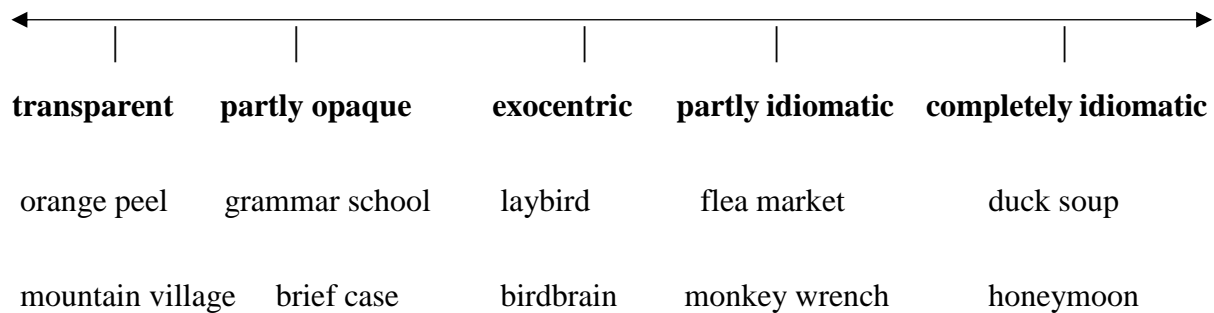 transparent partly opaque exocentric partly idiomatic completely idiomatic
orange peel grammar school laybird flea market duck soup
mountain village brief case birdbrain monkey wrench honeymoon